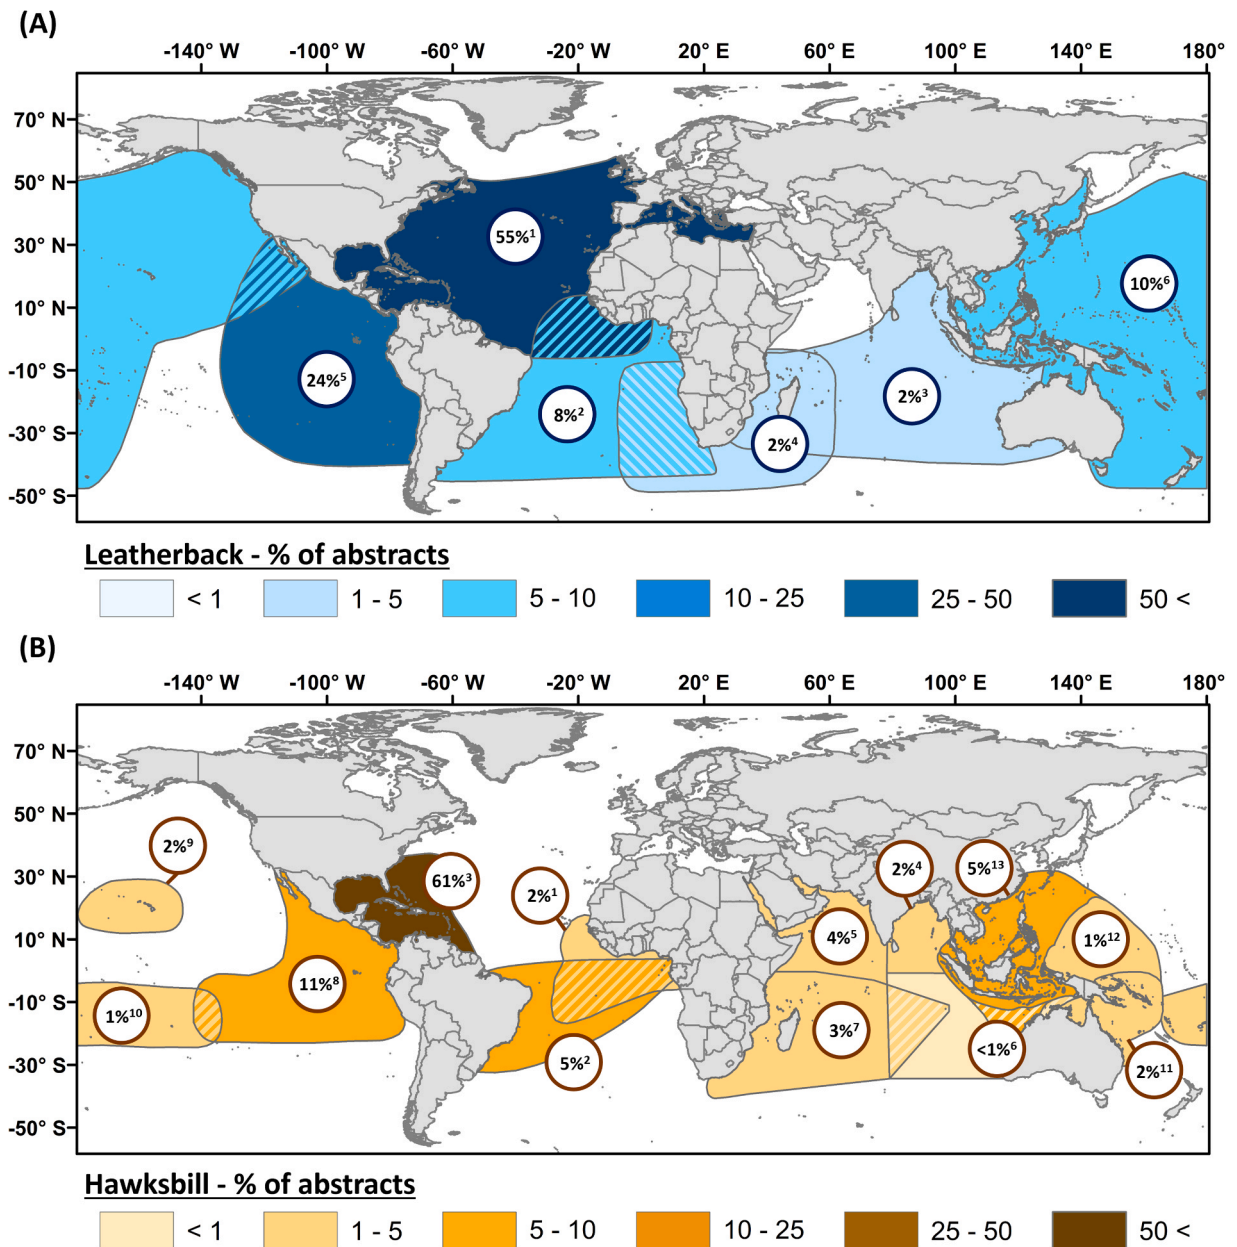 (A)
-140° W -100° W -60° W -20° W 20° E 60° E 100° E 140° E 180°
70° N
50° N
30° N
10° N
-10° S
-30° S
-50° S
55%¹
10%⁶
24%⁵
8%²
2%³
2%⁴
Leatherback - % of abstracts
< 1 1 - 5 5 - 10 10 - 25 25 - 50 50 <
(B)
-140° W -100° W -60° W -20° W 20° E 60° E 100° E 140° E 180°
70° N
50° N
30° N
10° N
-10° S
-30° S
-50° S
2%⁹
61%³
2%¹
2%⁴
5%¹³
4%⁵
1%¹²
11%⁸
1%¹⁰
3%⁷
<1%⁶
5%²
2%¹¹
Hawksbill - % of abstracts
< 1 1 - 5 5 - 10 10 - 25 25 - 50 50 <